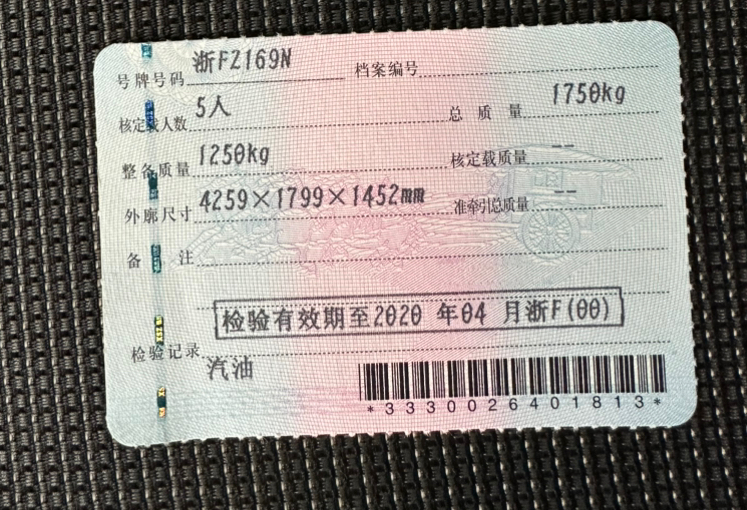 号牌号码 浙FZ169N 档案编号
核定载人数 5人 总质量 1750kg
整备质量 1250kg 核定载质量 --
外廓尺寸 4259×1799×1452mm 准牵引总质量 --
备注
检验有效期至2020 年04 月浙F(00)
检验记录
汽油
*3330026401813*